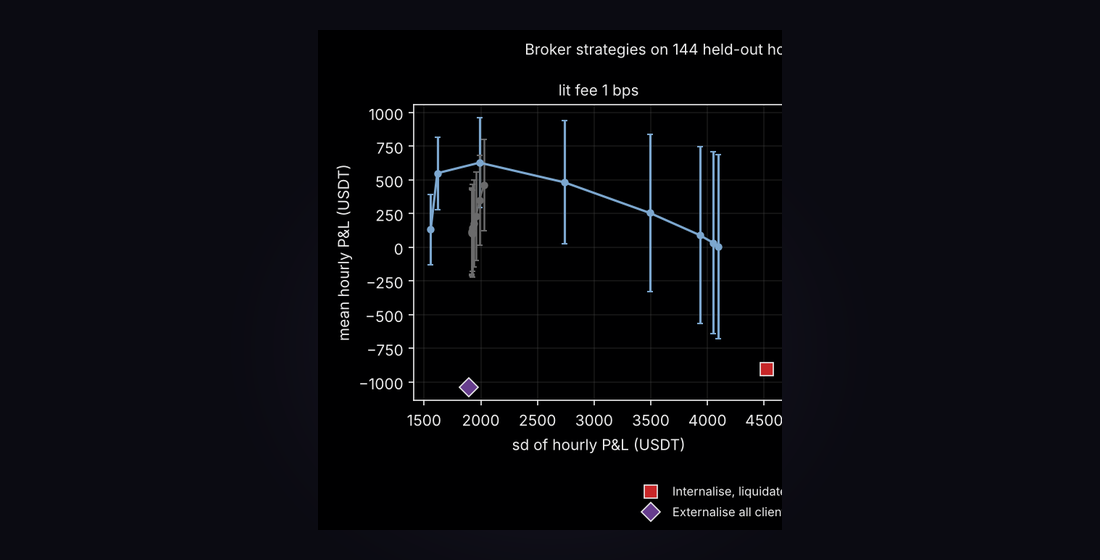 Broker strategies on 144 held-out ho
lit fee 1 bps
mean hourly P&L (USDT)
1000
750
500
250
0
−250
−500
−750
−1000
1500 2000 2500 3000 3500 4000 4500
sd of hourly P&L (USDT)
Internalise, liquidate
Externalise all clien